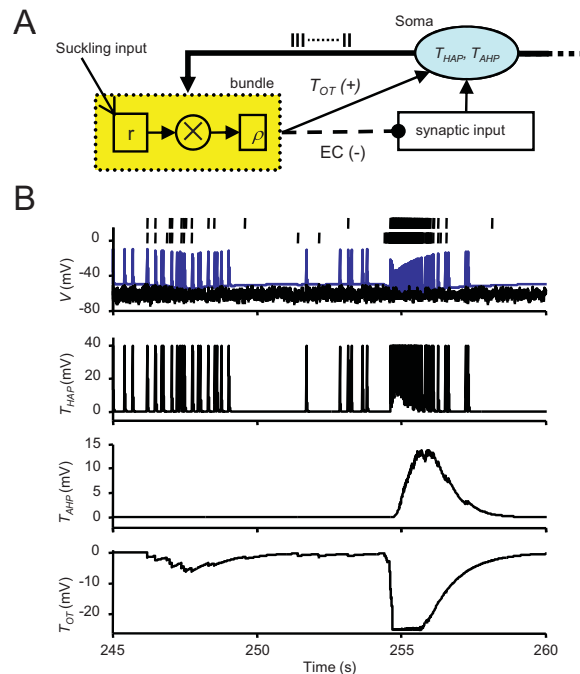 A
Soma
Suckling input
T_HAP, T_AHP
bundle
T_OT (+)
r
ρ
synaptic input
EC (-)
B
0
-40
-80
V (mV)
40
20
0
T_HAP (mV)
15
10
5
0
T_AHP (mV)
0
-10
-20
T_OT (mV)
245
250
255
260
Time (s)